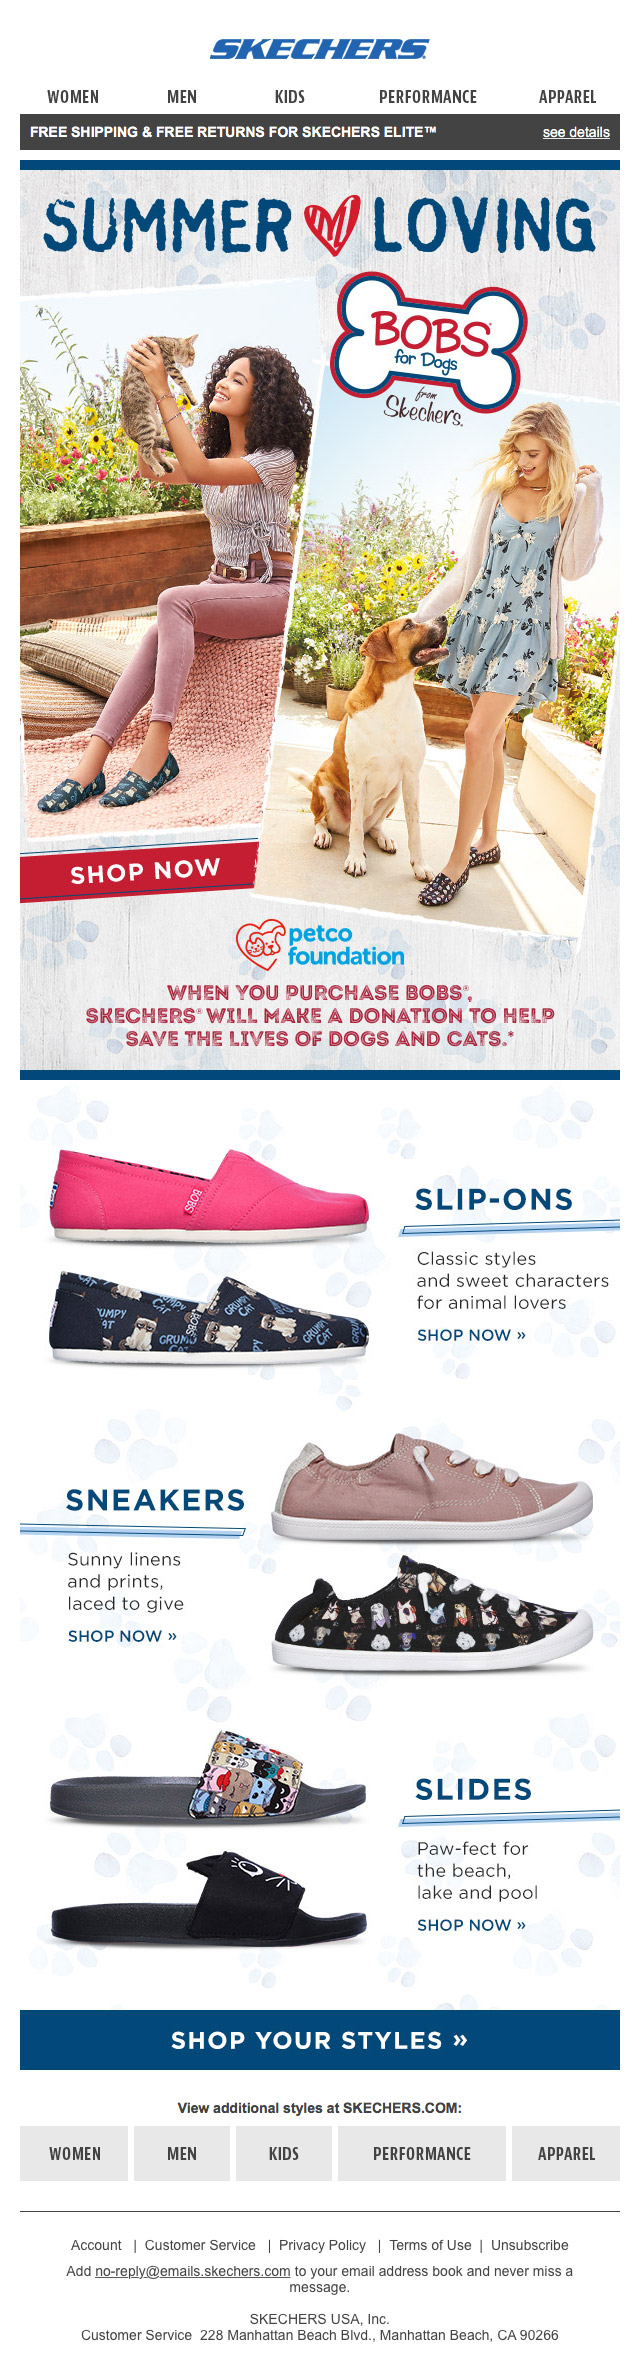 SKECHERS
WOMEN MEN KIDS PERFORMANCE APPAREL
FREE SHIPPING & FREE RETURNS FOR SKECHERS ELITE™ see details
SUMMER LOVING
BOBS®
for Dogs
from
Skechers.
SHOP NOW
petco
foundation
WHEN YOU PURCHASE BOBS®,
SKECHERS® WILL MAKE A DONATION TO HELP
SAVE THE LIVES OF DOGS AND CATS.*
BOBS
SLIP-ONS
Classic styles
and sweet characters
for animal lovers
SHOP NOW »
GRUMPY
CAT
BOBS
SNEAKERS
Sunny linens
and prints,
laced to give
SHOP NOW »
SLIDES
Paw-fect for
the beach,
lake and pool
SHOP NOW »
SHOP YOUR STYLES »
View additional styles at SKECHERS.COM:
WOMEN MEN KIDS PERFORMANCE APPAREL
Account | Customer Service | Privacy Policy | Terms of Use | Unsubscribe
Add no-reply@emails.skechers.com to your email address book and never miss a
message.
SKECHERS USA, Inc.
Customer Service 228 Manhattan Beach Blvd., Manhattan Beach, CA 90266